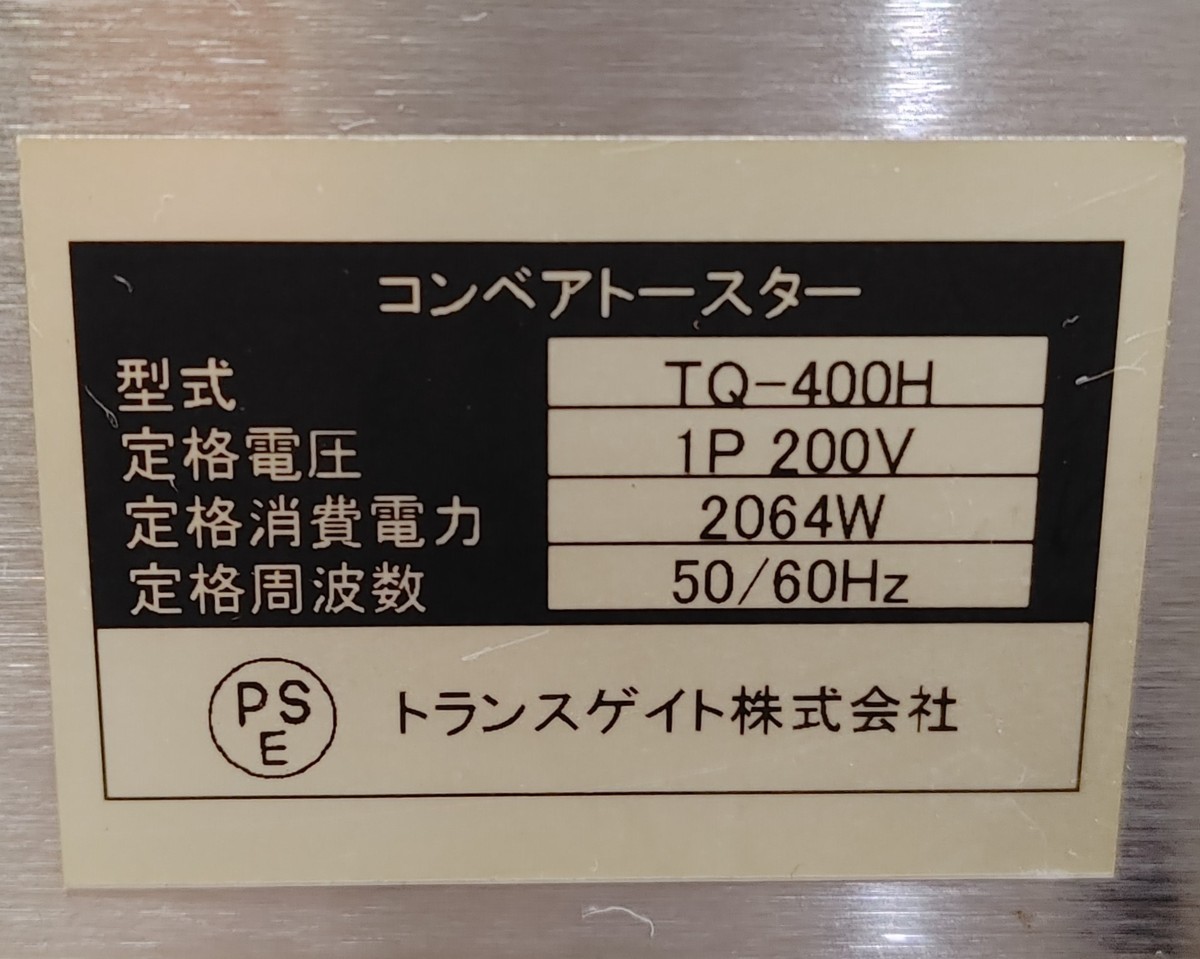 コンベアトースター
型式 TQ-400H
定格電圧 1P 200V
定格消費電力 2064W
定格周波数 50/60Hz
PS
E
トランスゲイト株式会社